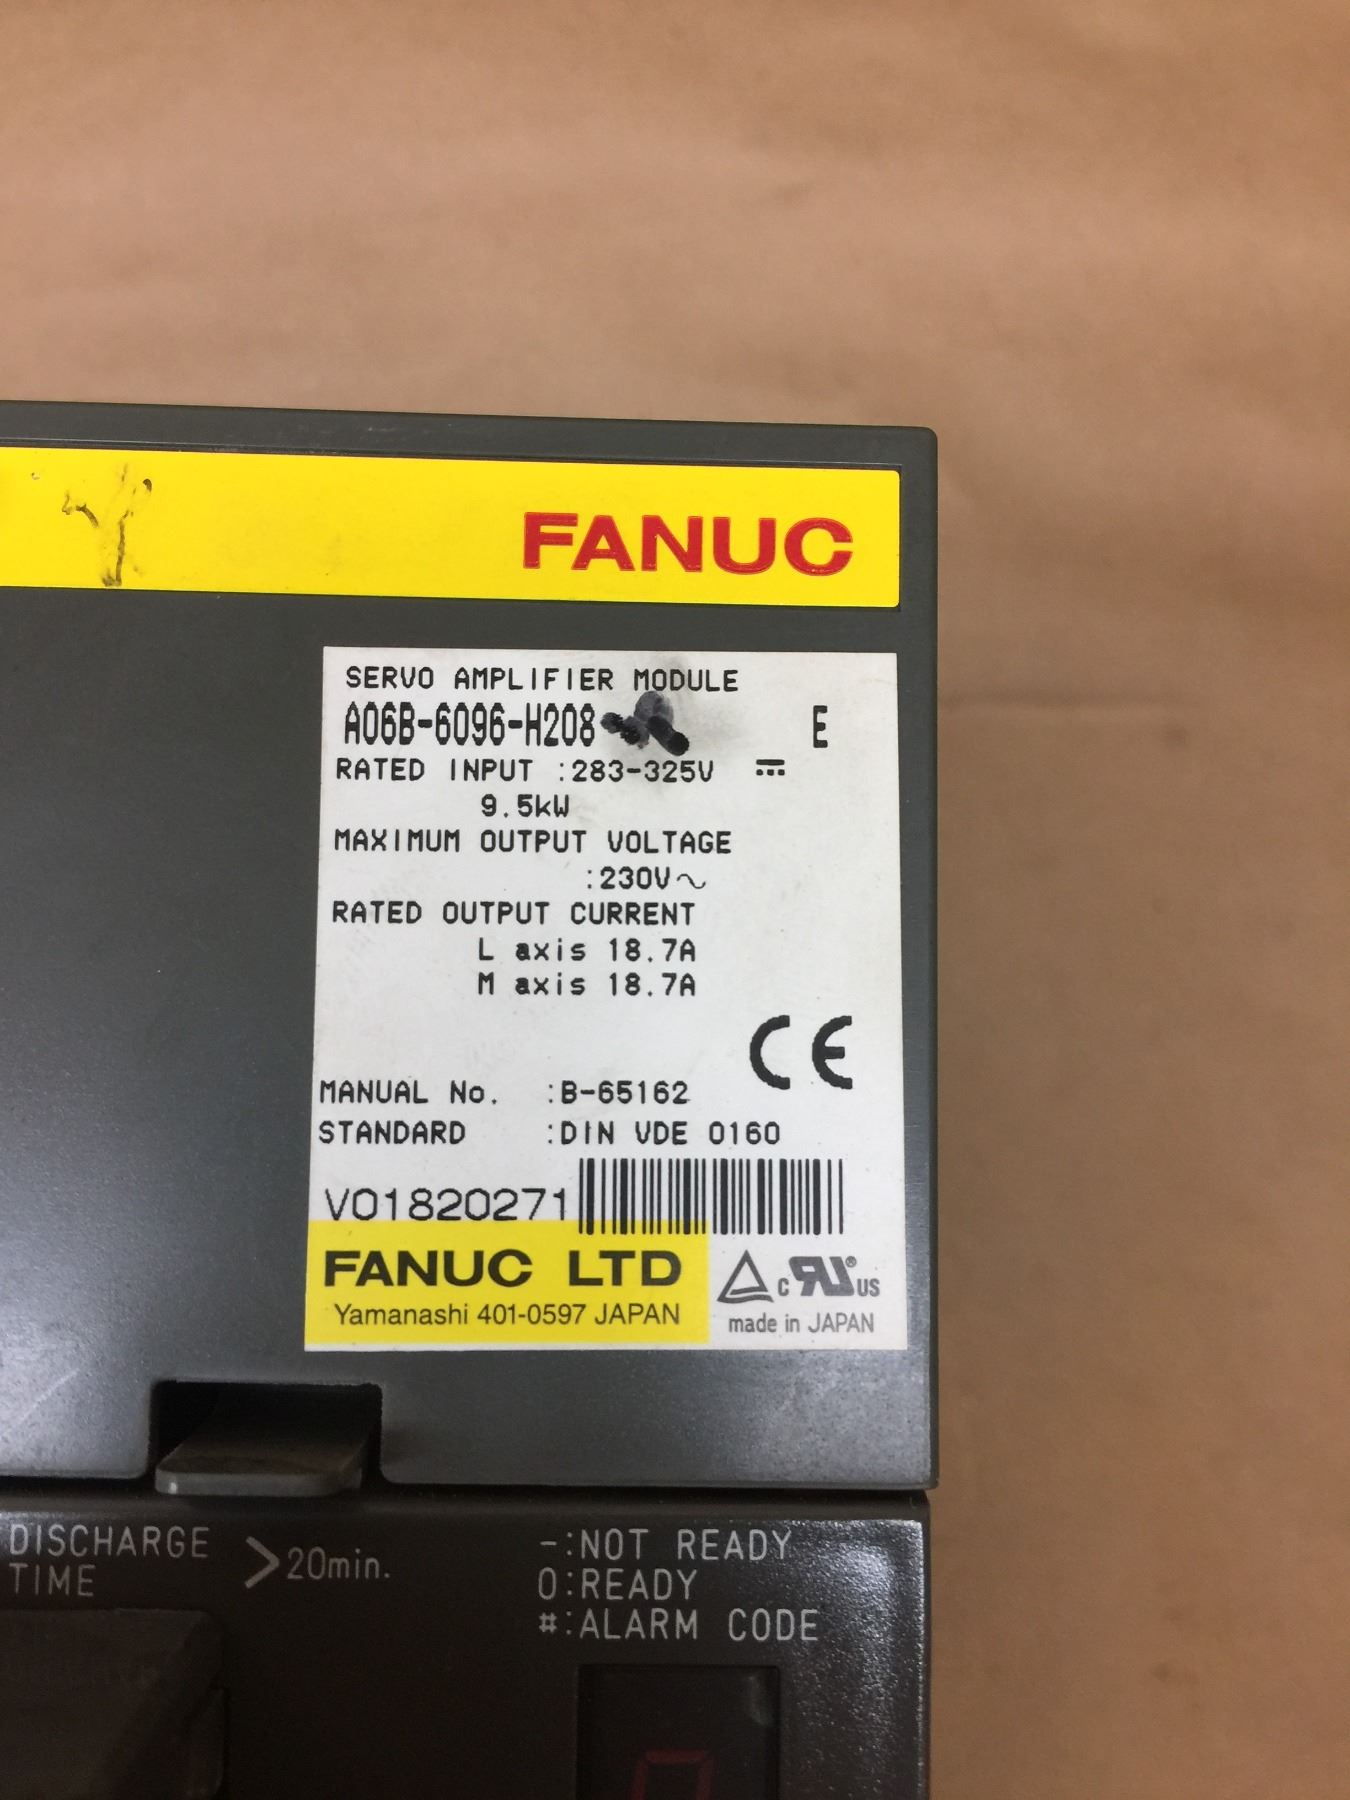 FANUC
SERVO AMPLIFIER MODULE
A06B-6096-H208 E
RATED INPUT :283-325V ⎓
9.5kW
MAXIMUM OUTPUT VOLTAGE
:230V~
RATED OUTPUT CURRENT
L axis 18.7A
M axis 18.7A
CE
MANUAL No. :B-65162
STANDARD :DIN VDE 0160
V01820271
FANUC LTD
Yamanashi 401-0597 JAPAN
c RU® US
made in JAPAN
DISCHARGE
TIME >20min.
-:NOT READY
0:READY
#:ALARM CODE